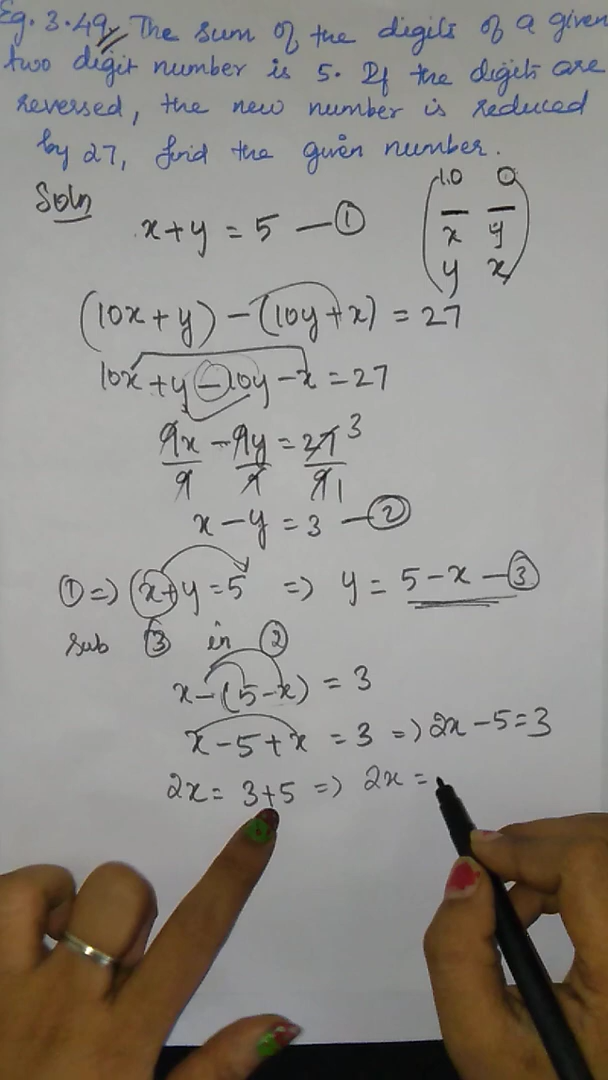 Eg. 3.49, The sum of the digits of a given
two digit number is 5. If the digits are
reversed, the new number is reduced
by 27, find the given number.
Soln
x+y = 5 — ①
10 0
x y
y x
(10x+y) - (10y+x) = 27
10x+y-10y-x = 27
9x - 9y = 27 3
9 9 9 1
x - y = 3 — ②
① => x+y = 5 => y = 5-x — ③
sub ③ in ②
x-(5-x) = 3
x-5+x = 3 => 2x-5=3
2x = 3+5 => 2x =